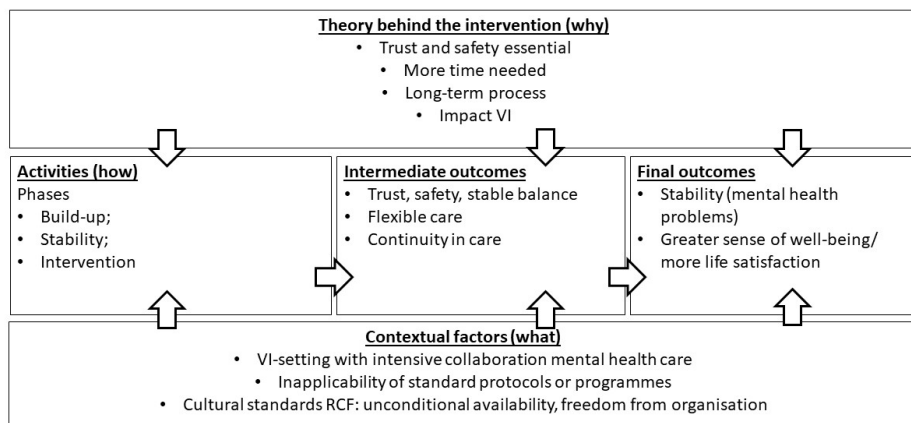 Theory behind the intervention (why)
• Trust and safety essential
• More time needed
• Long-term process
• Impact VI
Activities (how)
Phases
• Build-up;
• Stability;
• Intervention
Intermediate outcomes
• Trust, safety, stable balance
• Flexible care
• Continuity in care
Final outcomes
• Stability (mental health
problems)
• Greater sense of well-being/
more life satisfaction
Contextual factors (what)
• VI-setting with intensive collaboration mental health care
• Inapplicability of standard protocols or programmes
• Cultural standards RCF: unconditional availability, freedom from organisation